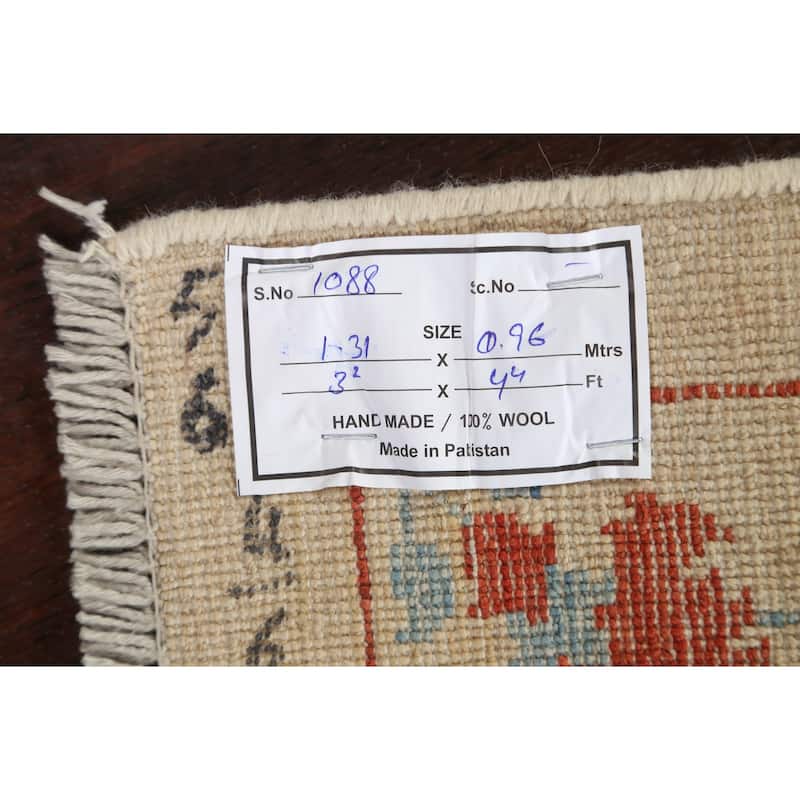 S.No 1088 Sc.No –
SIZE
1.31 X 0.96 Mtrs
3² X 4⁴ Ft
HAND MADE / 100% WOOL
Made in Pakistan